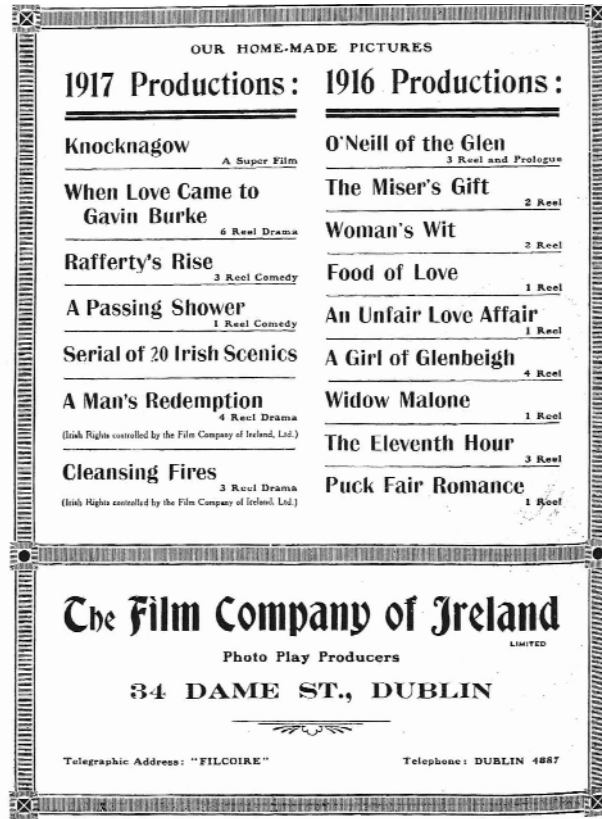 OUR HOME-MADE PICTURES
1917 Productions:
Knocknagow
A Super Film
When Love Came to
Gavin Burke
6 Reel Drama
Rafferty's Rise
3 Reel Comedy
A Passing Shower
1 Reel Comedy
Serial of 20 Irish Scenics
A Man's Redemption
4 Reel Drama
(Irish Rights controlled by the Film Company of Ireland, Ltd.)
Cleansing Fires
3 Reel Drama
(Irish Rights controlled by the Film Company of Ireland, Ltd.)
1916 Productions:
O'Neill of the Glen
3 Reel and Prologue
The Miser's Gift
2 Reel
Woman's Wit
2 Reel
Food of Love
1 Reel
An Unfair Love Affair
1 Reel
A Girl of Glenbeigh
4 Reel
Widow Malone
1 Reel
The Eleventh Hour
3 Reel
Puck Fair Romance
1 Reel
The Film Company of Ireland
LIMITED
Photo Play Producers
34 DAME ST., DUBLIN
Telegraphic Address: "FILCOIRE"
Telephone: DUBLIN 4887